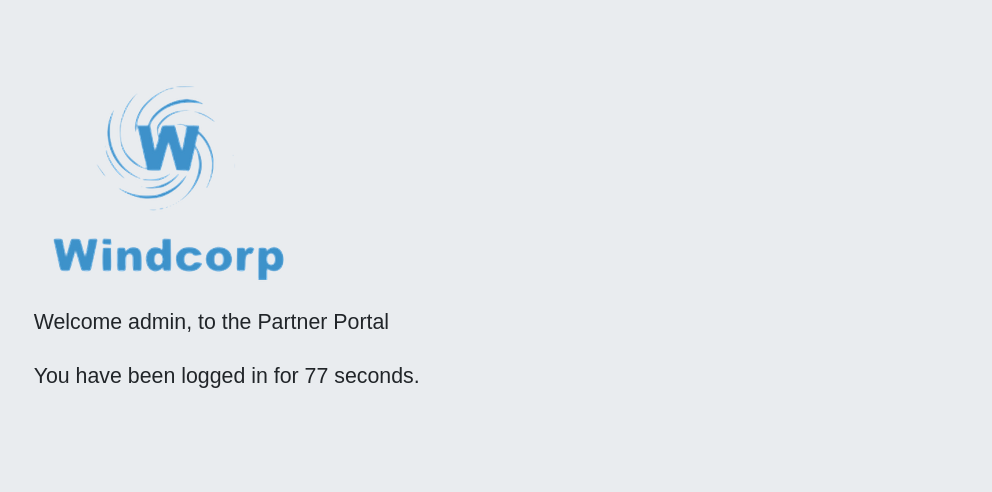 W
Windcorp
Welcome admin, to the Partner Portal
You have been logged in for 77 seconds.